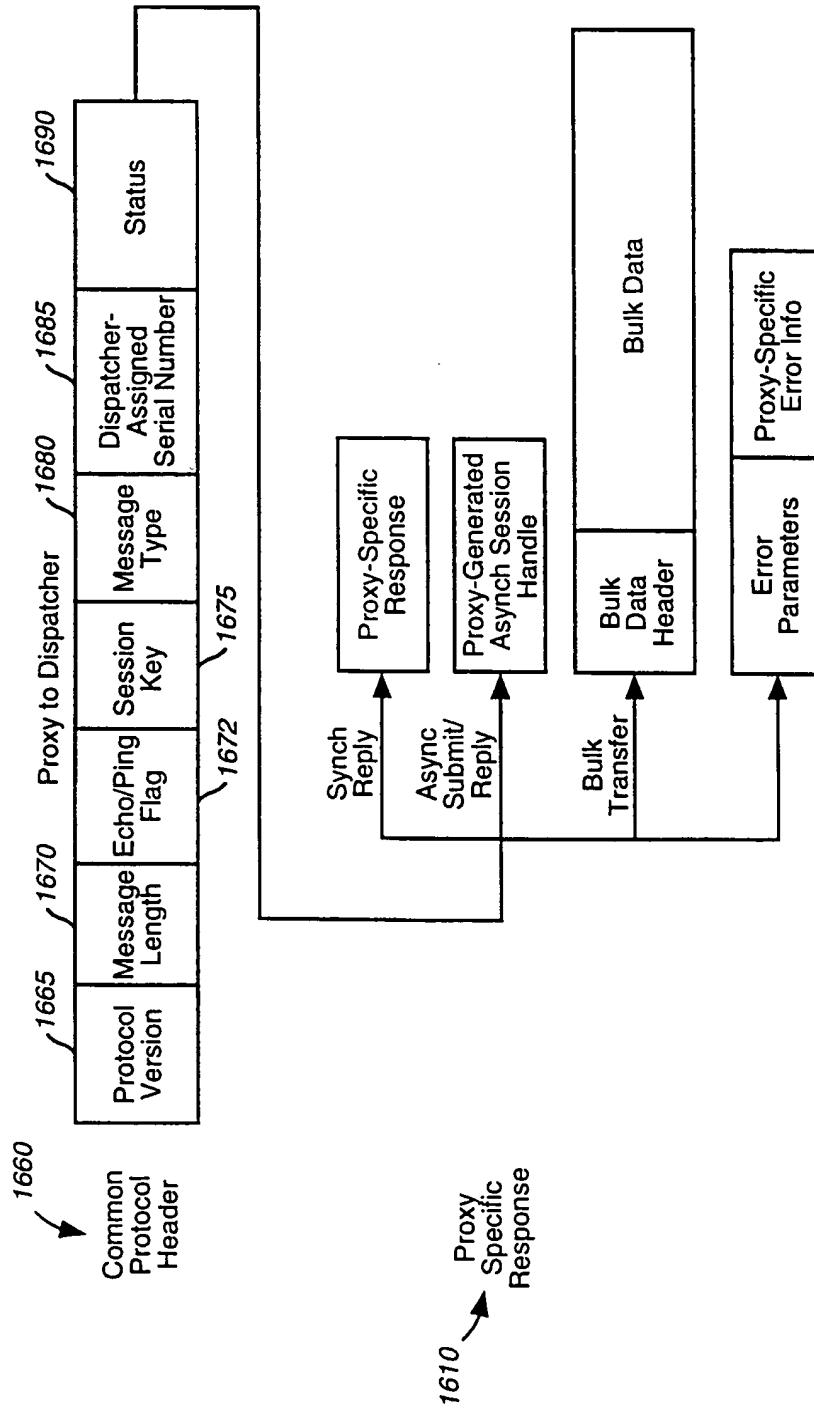 Proxy to Dispatcher
1660
Common
Protocol
Header
1665
Protocol
Version
1670
Message
Length
Echo/Ping
Flag
1672
Session
Key
1675
1680
Message
Type
1685
Dispatcher-
Assigned
Serial Number
1690
Status
1610
Proxy
Specific
Response
Synch
Reply
Proxy-Specific
Response
Async
Submit/
Reply
Proxy-Generated
Asynch Session
Handle
Bulk
Transfer
Bulk
Data
Header
Bulk Data
Error
Parameters
Proxy-Specific
Error Info